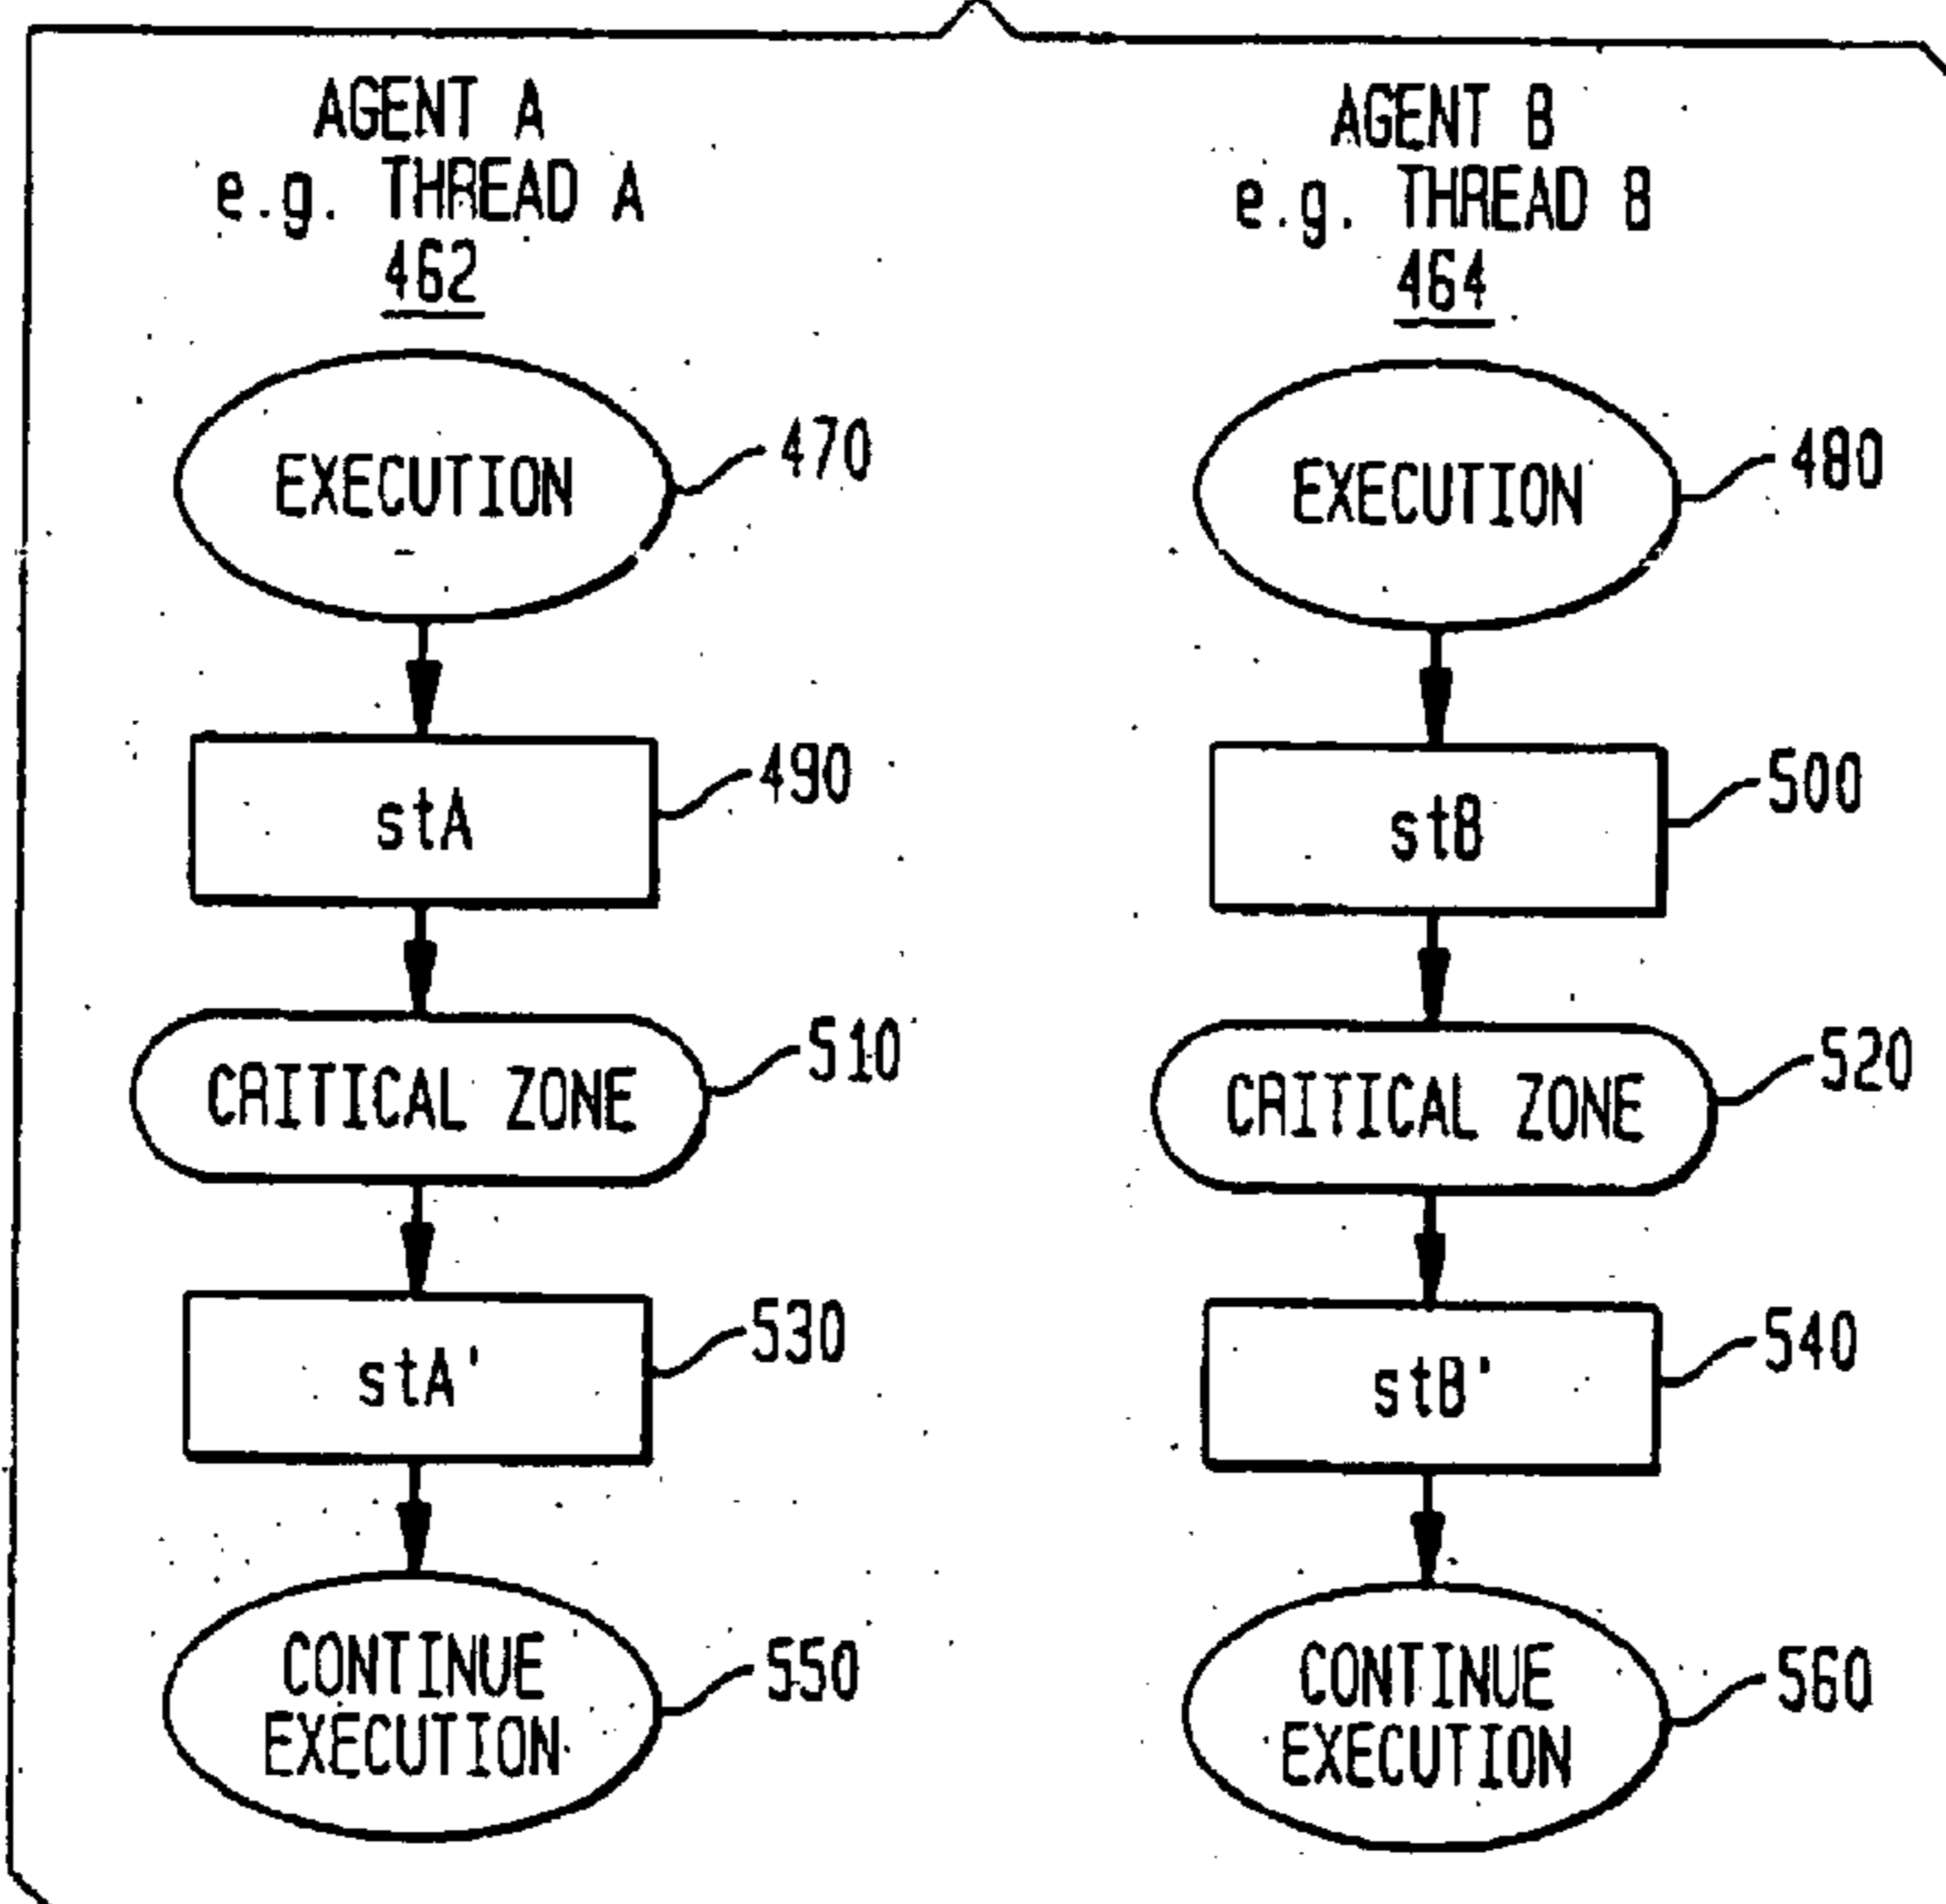 AGENT A
e.g. THREAD A
462
EXECUTION
470
stA
490
CRITICAL ZONE
510
stA'
530
CONTINUE
EXECUTION
550
AGENT B
e.g. THREAD B
464
EXECUTION
480
stB
500
CRITICAL ZONE
520
stB'
540
CONTINUE
EXECUTION
560